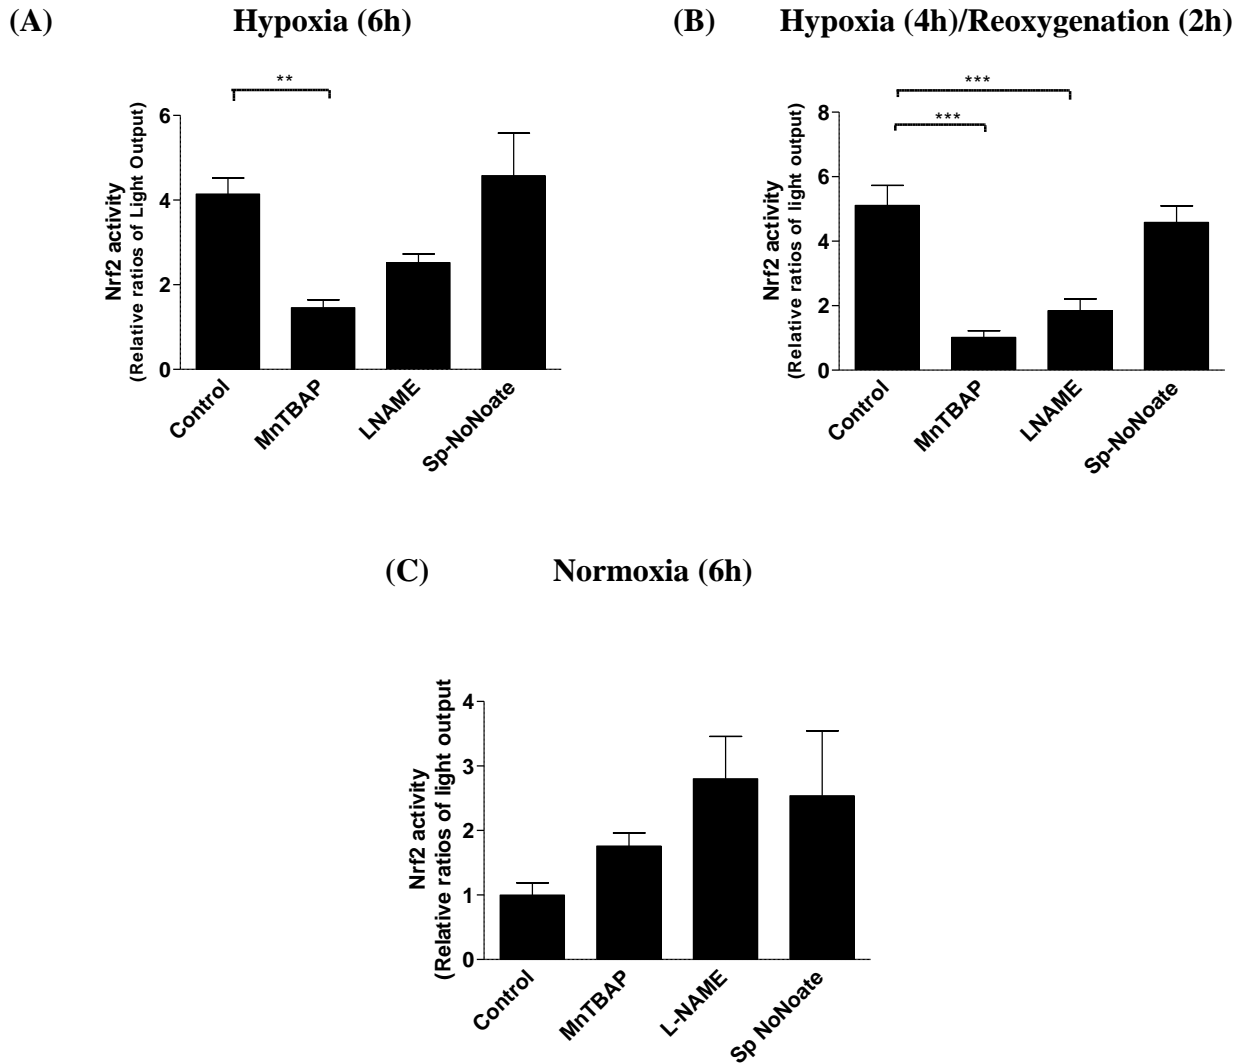 (A) Hypoxia (6h)
**
Nrf2 activity
(Relative ratios of Light Output)
6
4
2
0
Control
MnTBAP
LNAME
Sp-NoNoate
(B) Hypoxia (4h)/Reoxygenation (2h)
***
***
Nrf2 activity
(Relative ratios of light output)
8
6
4
2
0
Control
MnTBAP
LNAME
Sp-NoNoate
(C) Normoxia (6h)
Nrf2 activity
(Relative ratios of light output
4
3
2
1
0
Control
MnTBAP
L-NAME
Sp NoNoate